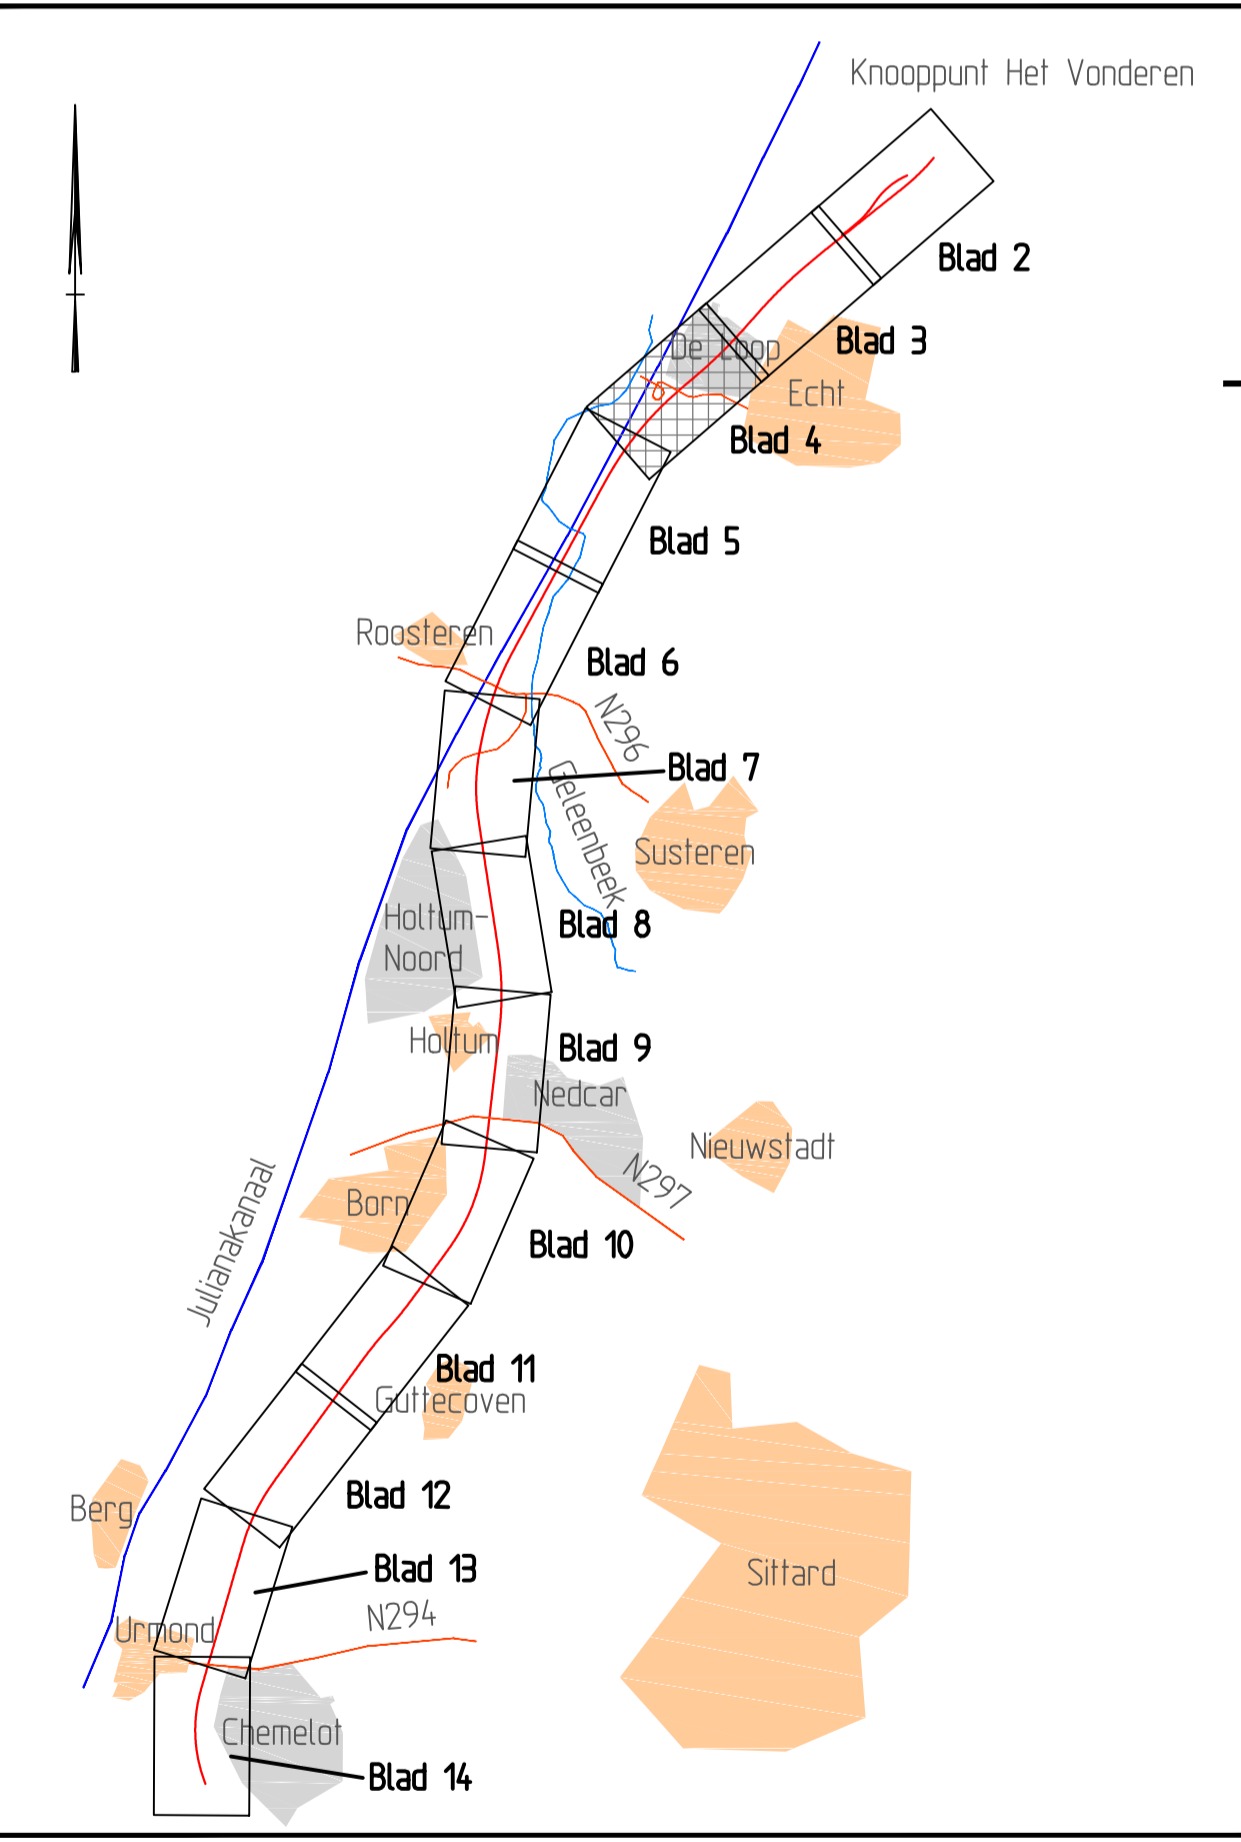 Knooppunt Het Vonderen
Blad 2
De Loop
Blad 3
Echt
Blad 4
Blad 5
Roosteren
Blad 6
N296
Blad 7
Geleenbeek
Susteren
Holtum-
Noord
Blad 8
Holtum
Blad 9
Nedcar
Nieuwstadt
N297
Born
Julianakanaal
Blad 10
Blad 11
Guttecoven
Blad 12
Berg
Blad 13
Sittard
N294
Urmond
Chemelot
Blad 14